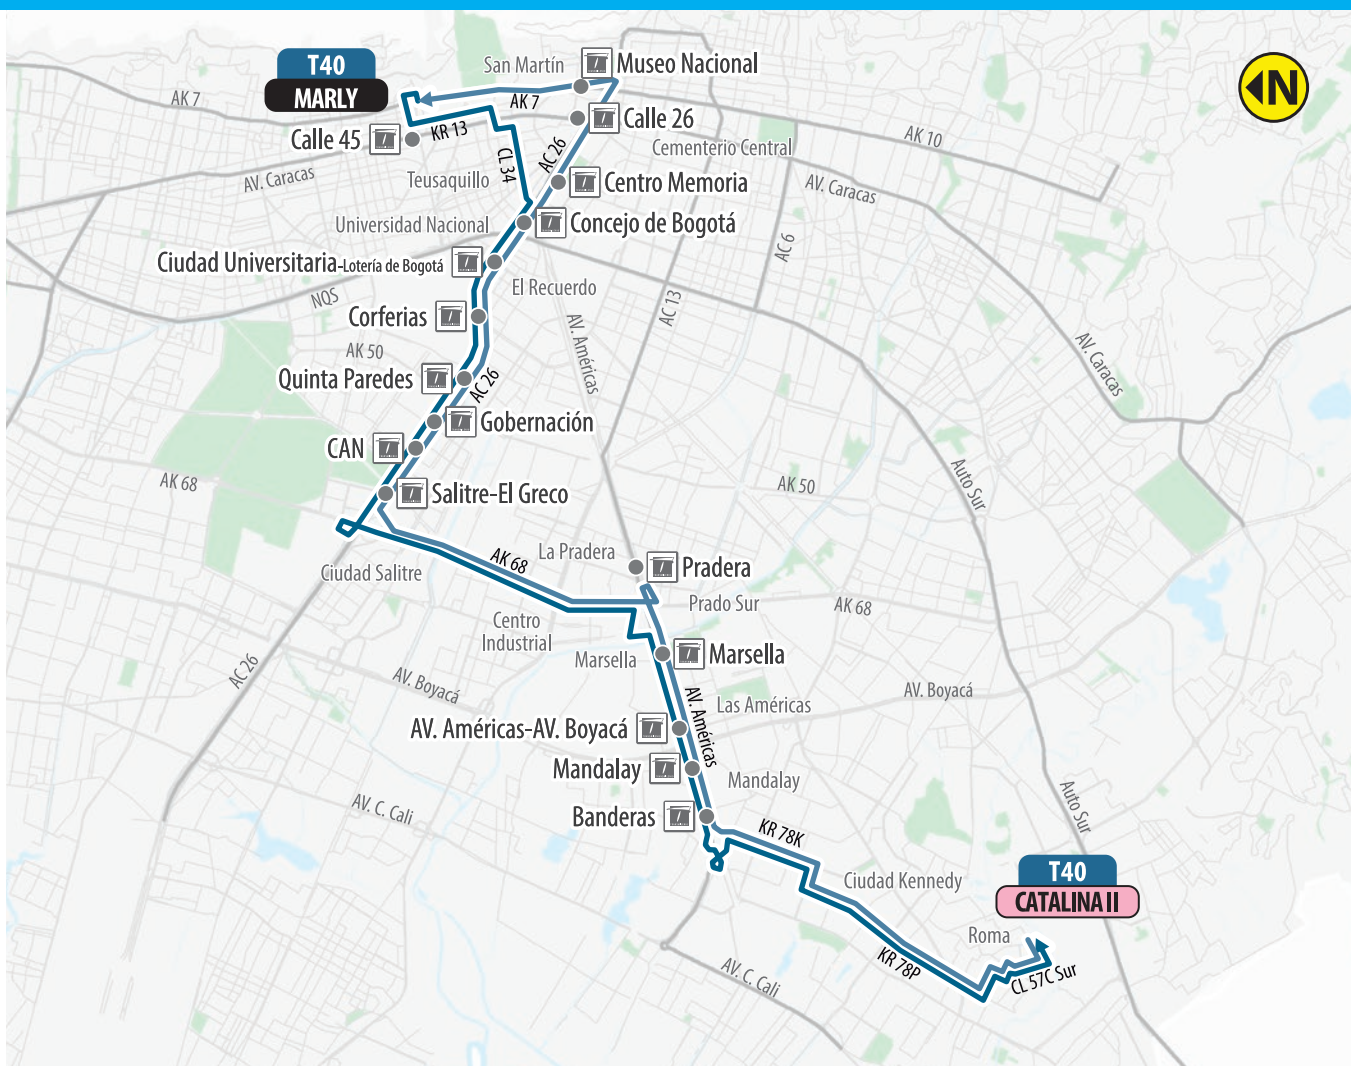 San Martín
Museo Nacional
T40
MARLY
AK 7
AK 7
N
Calle 45
KR 13
Calle 26
AK 10
AC 26
CL 34
Cementerio Central
AV. Caracas
Teusaquillo
Centro Memoria
AV. Caracas
Universidad Nacional
Concejo de Bogotá
AC 6
Ciudad Universitaria-Lotería de Bogotá
El Recuerdo
NQS
AC 13
Corferias
AV. Américas
AK 50
AV. Caracas
Quinta Paredes
AC 26
Gobernación
CAN
AK 68
Salitre-El Greco
AK 50
Auto Sur
La Pradera
Pradera
AK 68
Ciudad Salitre
Prado Sur
AK 68
Centro
Industrial
Marsella
Marsella
AC 26
AV. Boyacá
AV. Boyacá
AV. Américas
Las Américas
AV. Américas-AV. Boyacá
Mandalay
Mandalay
AV. C. Cali
Banderas
KR 78K
Auto Sur
T40
CATALINA II
Ciudad Kennedy
Roma
KR 78P
CL 57C Sur
AV. C. Cali